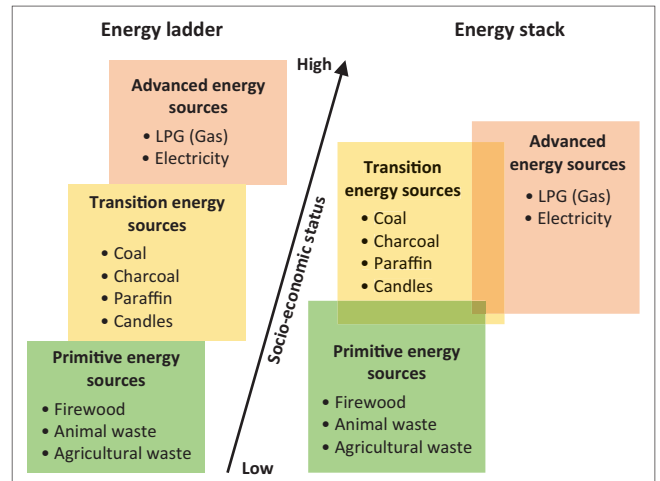 Energy ladder
Advanced energy
sources
• LPG (Gas)
• Electricity
Transition energy
sources
• Coal
• Charcoal
• Paraffin
• Candles
Primitive energy
sources
• Firewood
• Animal waste
• Agricultural waste
High
Socio-economic status
Low
Energy stack
Transition
energy sources
• Coal
• Charcoal
• Paraffin
• Candles
Advanced
energy sources
• LPG (Gas)
• Electricity
Primitive energy
sources
• Firewood
• Animal waste
• Agricultural waste